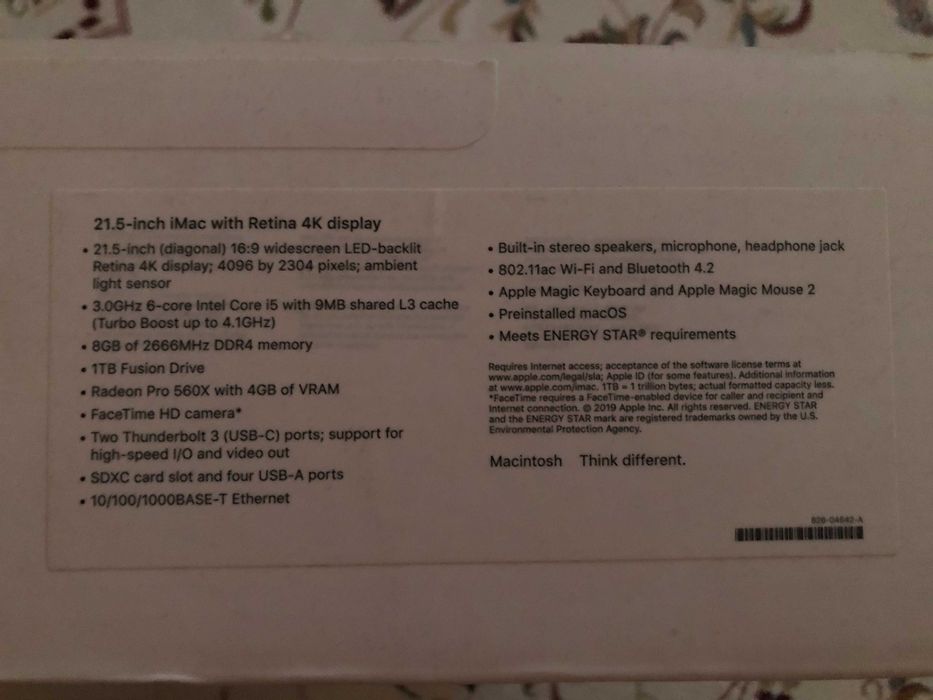 21.5-inch iMac with Retina 4K display
• 21.5-inch (diagonal) 16:9 widescreen LED-backlit
Retina 4K display; 4096 by 2304 pixels; ambient
light sensor
• 3.0GHz 6-core Intel Core i5 with 9MB shared L3 cache
(Turbo Boost up to 4.1GHz)
• 8GB of 2666MHz DDR4 memory
• 1TB Fusion Drive
• Radeon Pro 560X with 4GB of VRAM
• FaceTime HD camera*
• Two Thunderbolt 3 (USB-C) ports; support for
high-speed I/O and video out
• SDXC card slot and four USB-A ports
• 10/100/1000BASE-T Ethernet
• Built-in stereo speakers, microphone, headphone jack
• 802.11ac Wi-Fi and Bluetooth 4.2
• Apple Magic Keyboard and Apple Magic Mouse 2
• Preinstalled macOS
• Meets ENERGY STAR® requirements
Requires Internet access; acceptance of the software license terms at
www.apple.com/legal/sla; Apple ID (for some features). Additional information
at www.apple.com/imac. 1TB = 1 trillion bytes; actual formatted capacity less.
*FaceTime requires a FaceTime-enabled device for caller and recipient and
Internet connection. © 2019 Apple Inc. All rights reserved. ENERGY STAR
and the ENERGY STAR mark are registered trademarks owned by the U.S.
Environmental Protection Agency.
Macintosh Think different.
826-04642-A